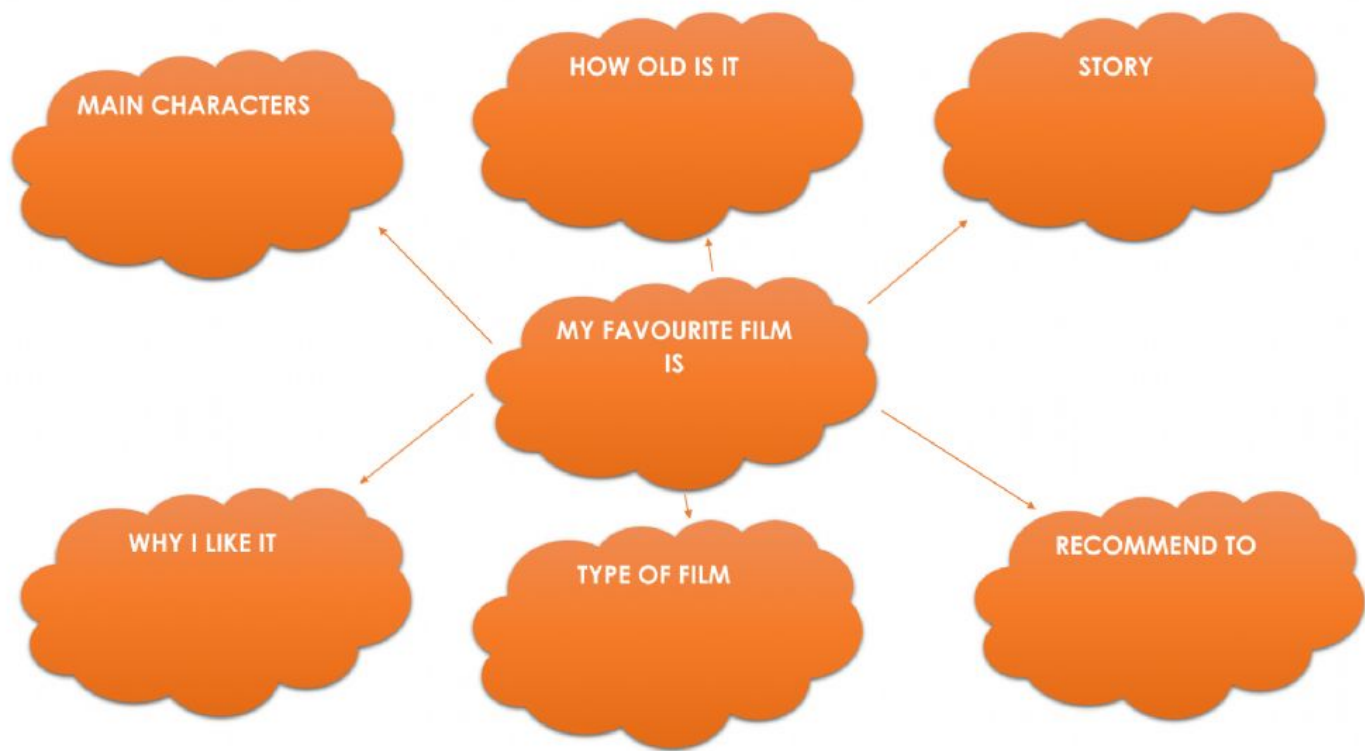 MAIN CHARACTERS
HOW OLD IS IT
STORY
MY FAVOURITE FILM
IS
WHY I LIKE IT
TYPE OF FILM
RECOMMEND TO